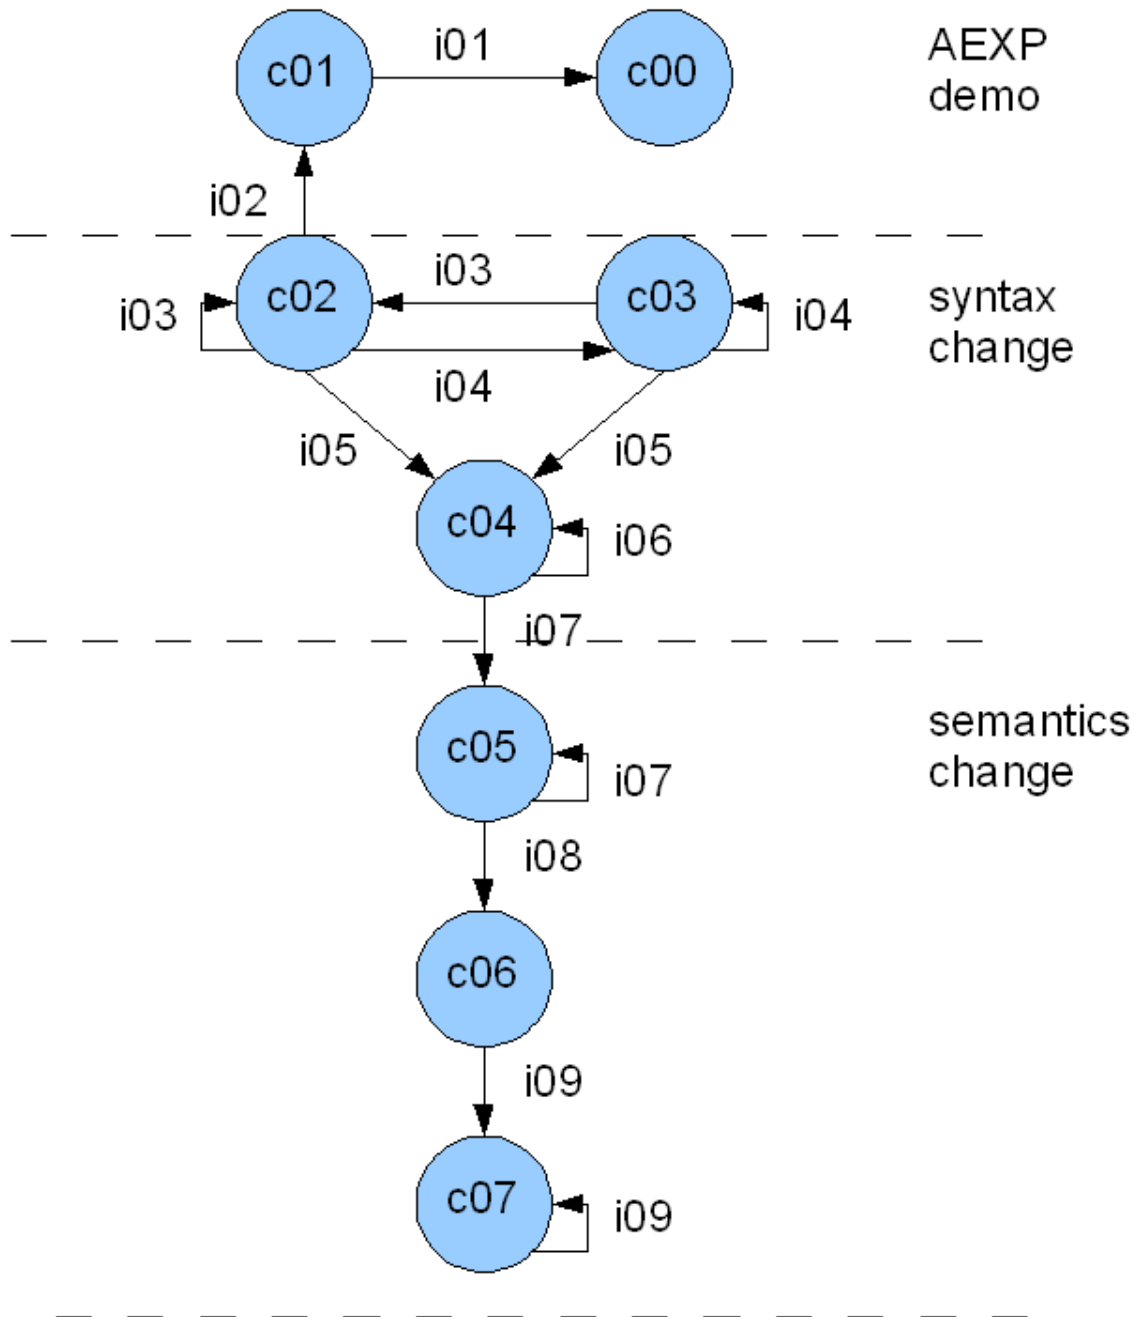 i01
c01
c00
AEXP
demo
i02
i03
c02
c03
i03
i04
syntax
change
i04
i05
i05
c04
i06
i07
c05
i07
semantics
change
i08
c06
i09
c07
i09